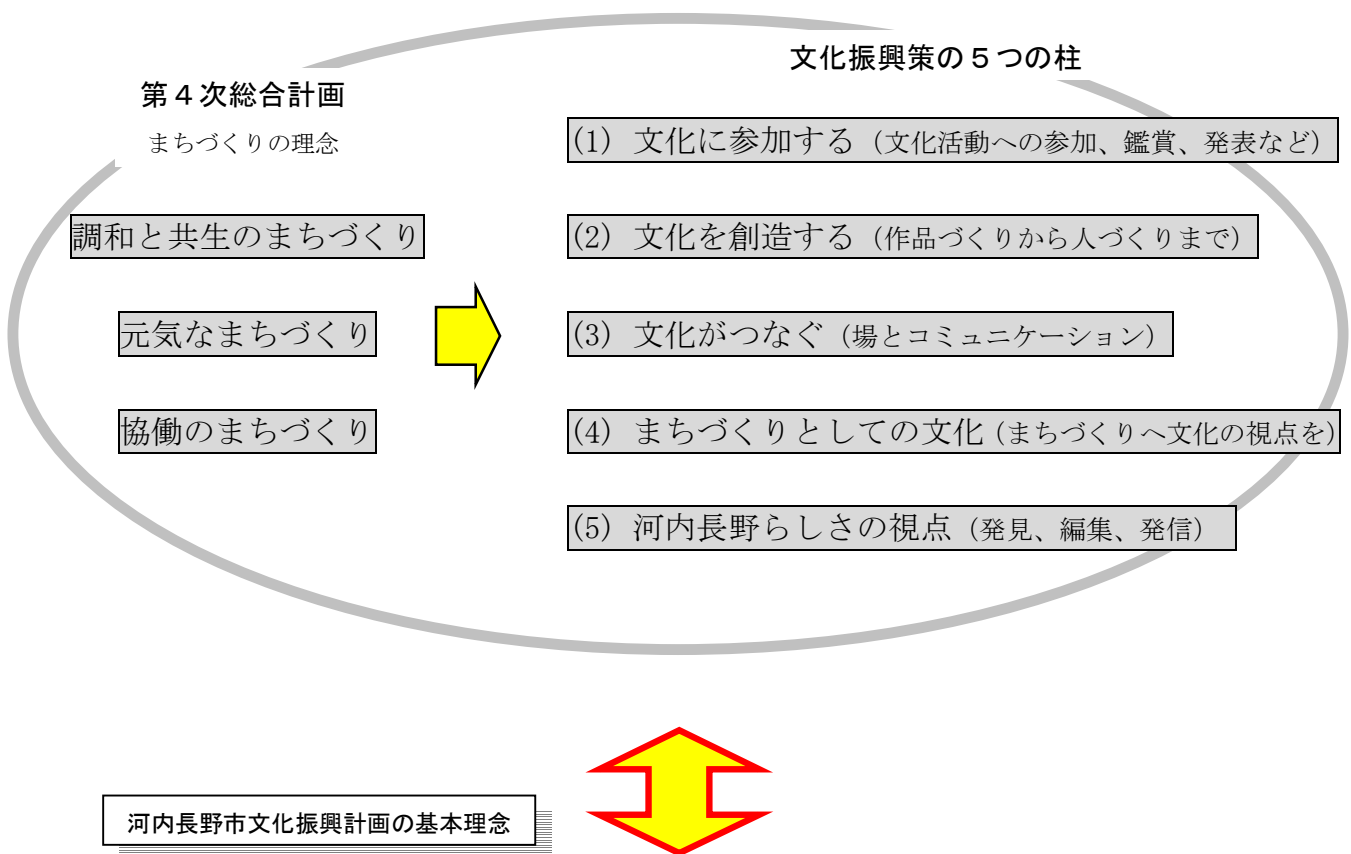 文化振興策の５つの柱
第４次総合計画
まちづくりの理念
(1) 文化に参加する（文化活動への参加、鑑賞、発表など）
調和と共生のまちづくり
(2) 文化を創造する（作品づくりから人づくりまで）
元気なまちづくり
(3) 文化がつなぐ（場とコミュニケーション）
協働のまちづくり
(4) まちづくりとしての文化（まちづくりへ文化の視点を）
(5) 河内長野らしさの視点（発見、編集、発信）
河内長野市文化振興計画の基本理念